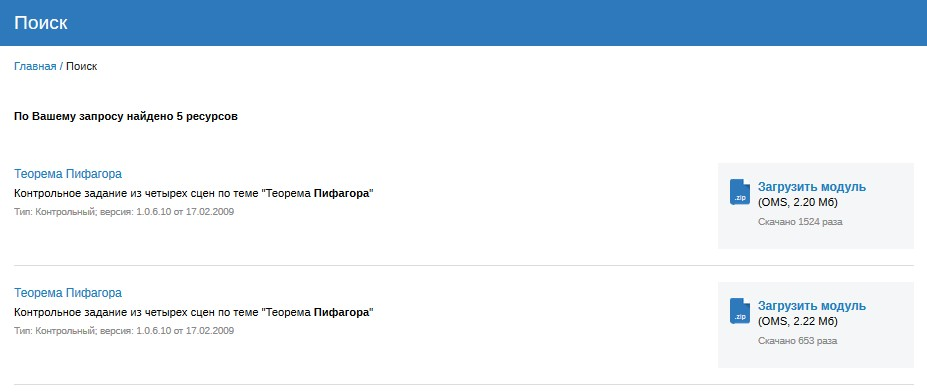 Поиск
Главная / Поиск
По Вашему запросу найдено 5 ресурсов
Теорема Пифагора
Контрольное задание из четырех сцен по теме "Теорема Пифагора"
Тип: Контрольный; версия: 1.0.6.10 от 17.02.2009
.zip
Загрузить модуль
(OMS, 2.20 Мб)
Скачано 1524 раза
Теорема Пифагора
Контрольное задание из четырех сцен по теме "Теорема Пифагора"
Тип: Контрольный; версия: 1.0.6.10 от 17.02.2009
.zip
Загрузить модуль
(OMS, 2.22 Мб)
Скачано 653 раза